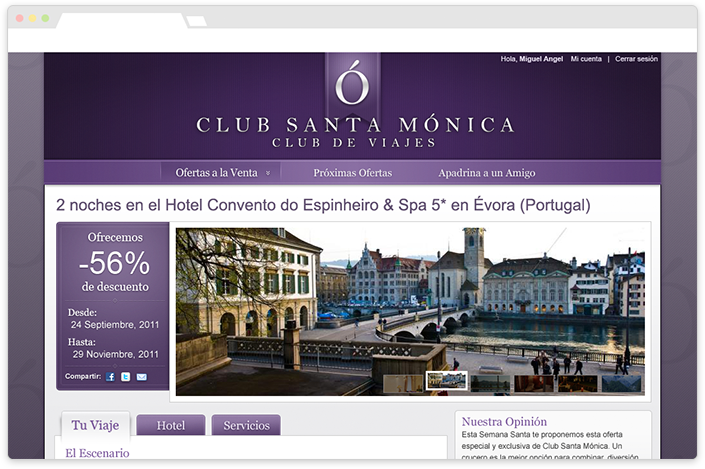 Hola, Miguel Angel Mi cuenta | Cerrar sesión
Ó
CLUB SANTA MÓNICA
CLUB DE VIAJES
Ofertas a la Venta Próximas Ofertas Apadrina a un Amigo
2 noches en el Hotel Convento do Espinheiro & Spa 5* en Évora (Portugal)
Ofrecemos
-56%
de descuento
Desde:
24 Septiembre, 2011
Hasta:
29 Noviembre, 2011
Compartir:
Tu Viaje Hotel Servicios
El Escenario
Nuestra Opinión
Esta Semana Santa te proponemos esta oferta
especial y exclusiva de Club Santa Mónica. Un
crucero es la mejor opción para combinar, diversión